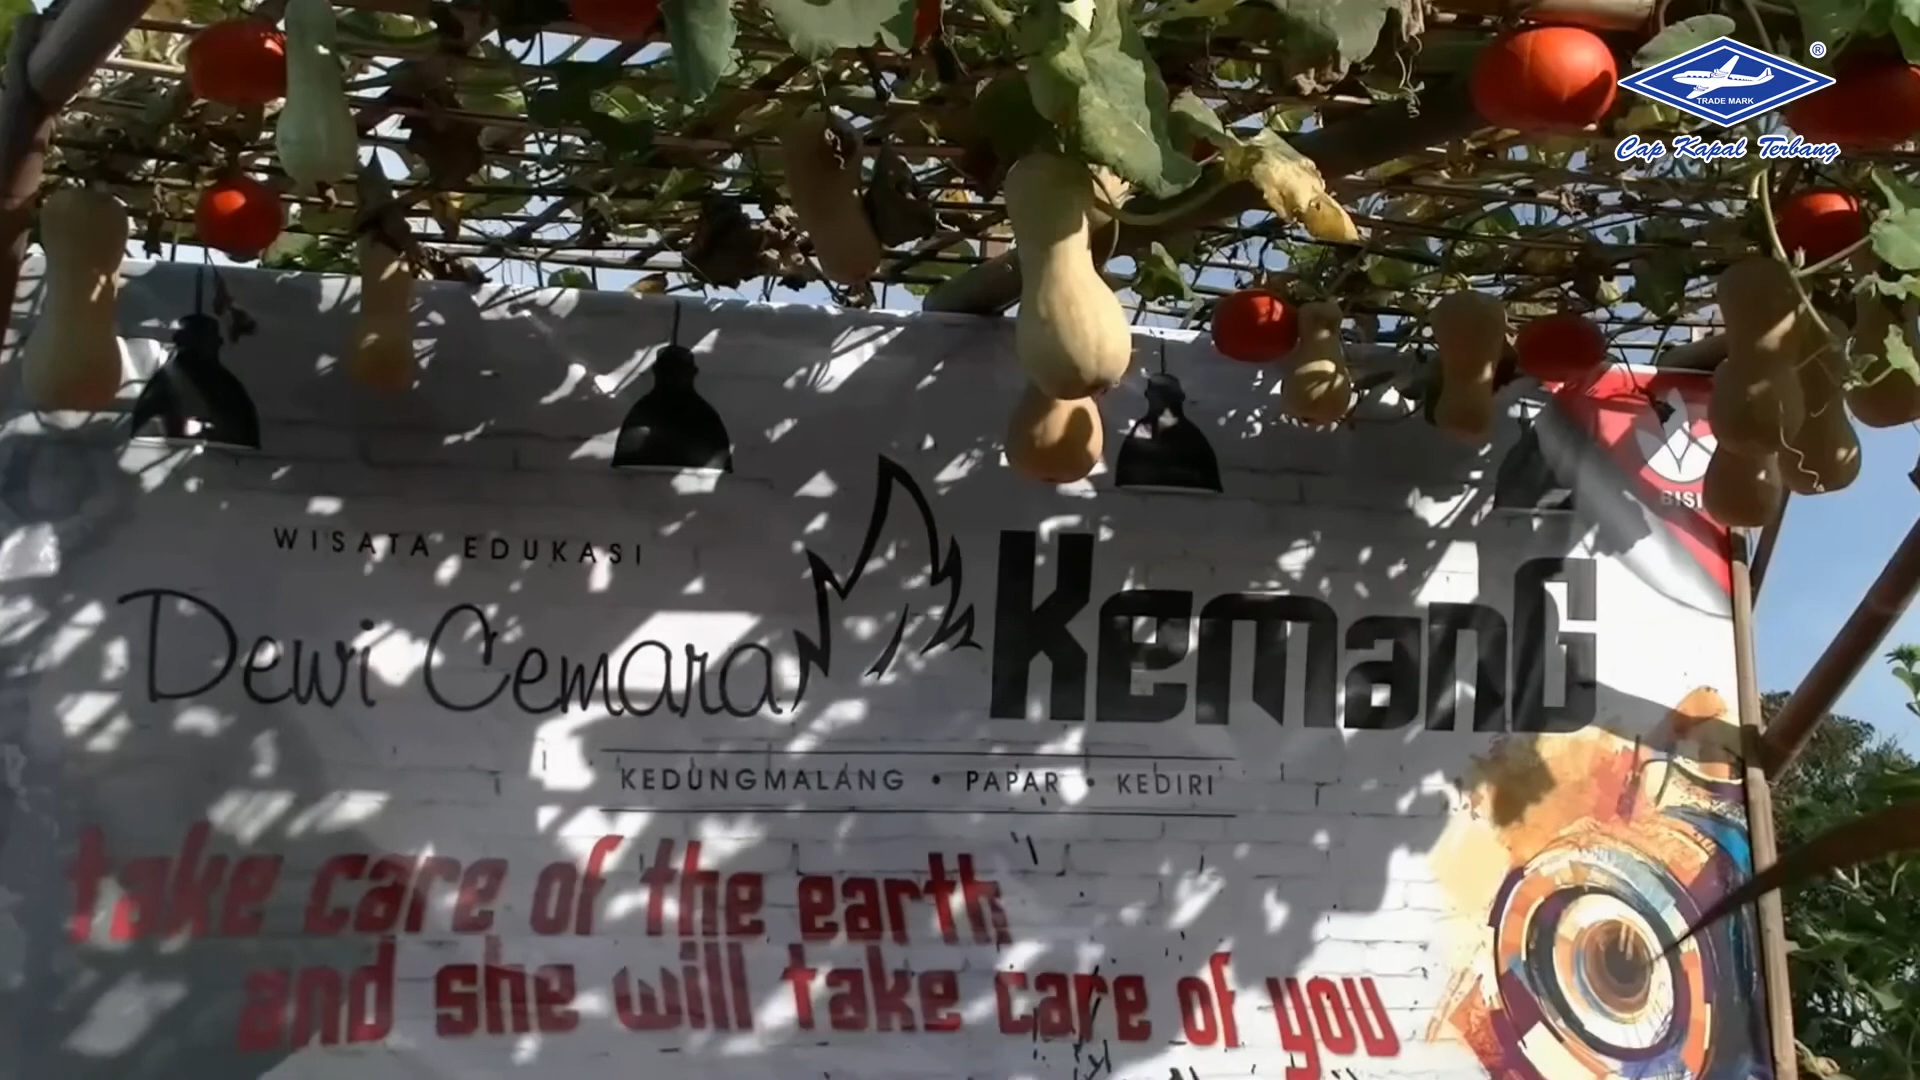 ®
TRADE MARK
Cap Kapal Terbang
BISI
WISATA EDUKASI
Dewi Cemara KemanG
KEDUNGMALANG • PAPAR • KEDIRI
take care of the earth
and she will take care of you